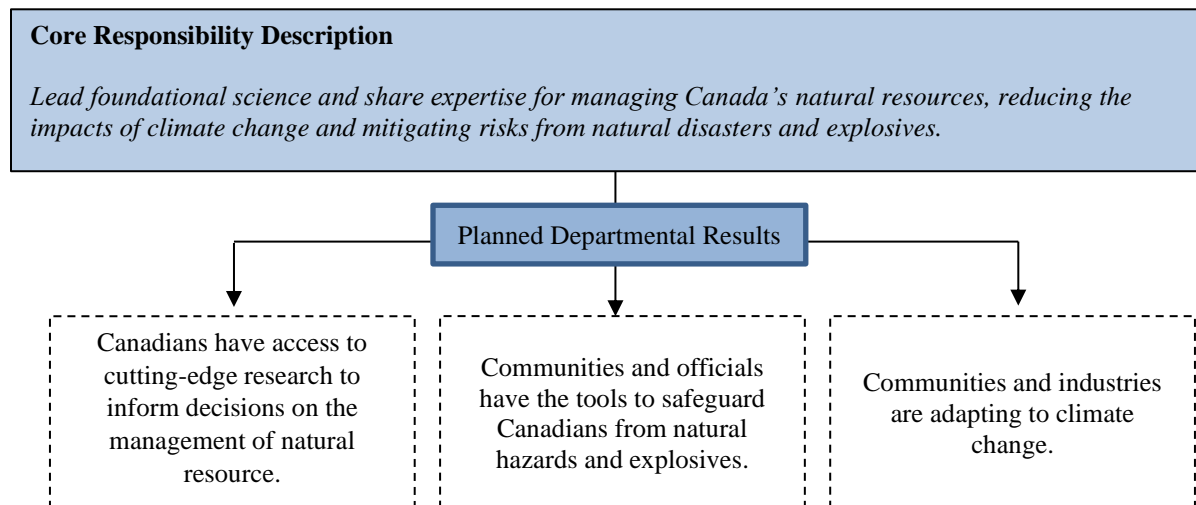 Core Responsibility Description
Lead foundational science and share expertise for managing Canada’s natural resources, reducing the
impacts of climate change and mitigating risks from natural disasters and explosives.
Planned Departmental Results
Canadians have access to
cutting-edge research to
inform decisions on the
management of natural
resource.
Communities and officials
have the tools to safeguard
Canadians from natural
hazards and explosives.
Communities and industries
are adapting to climate
change.